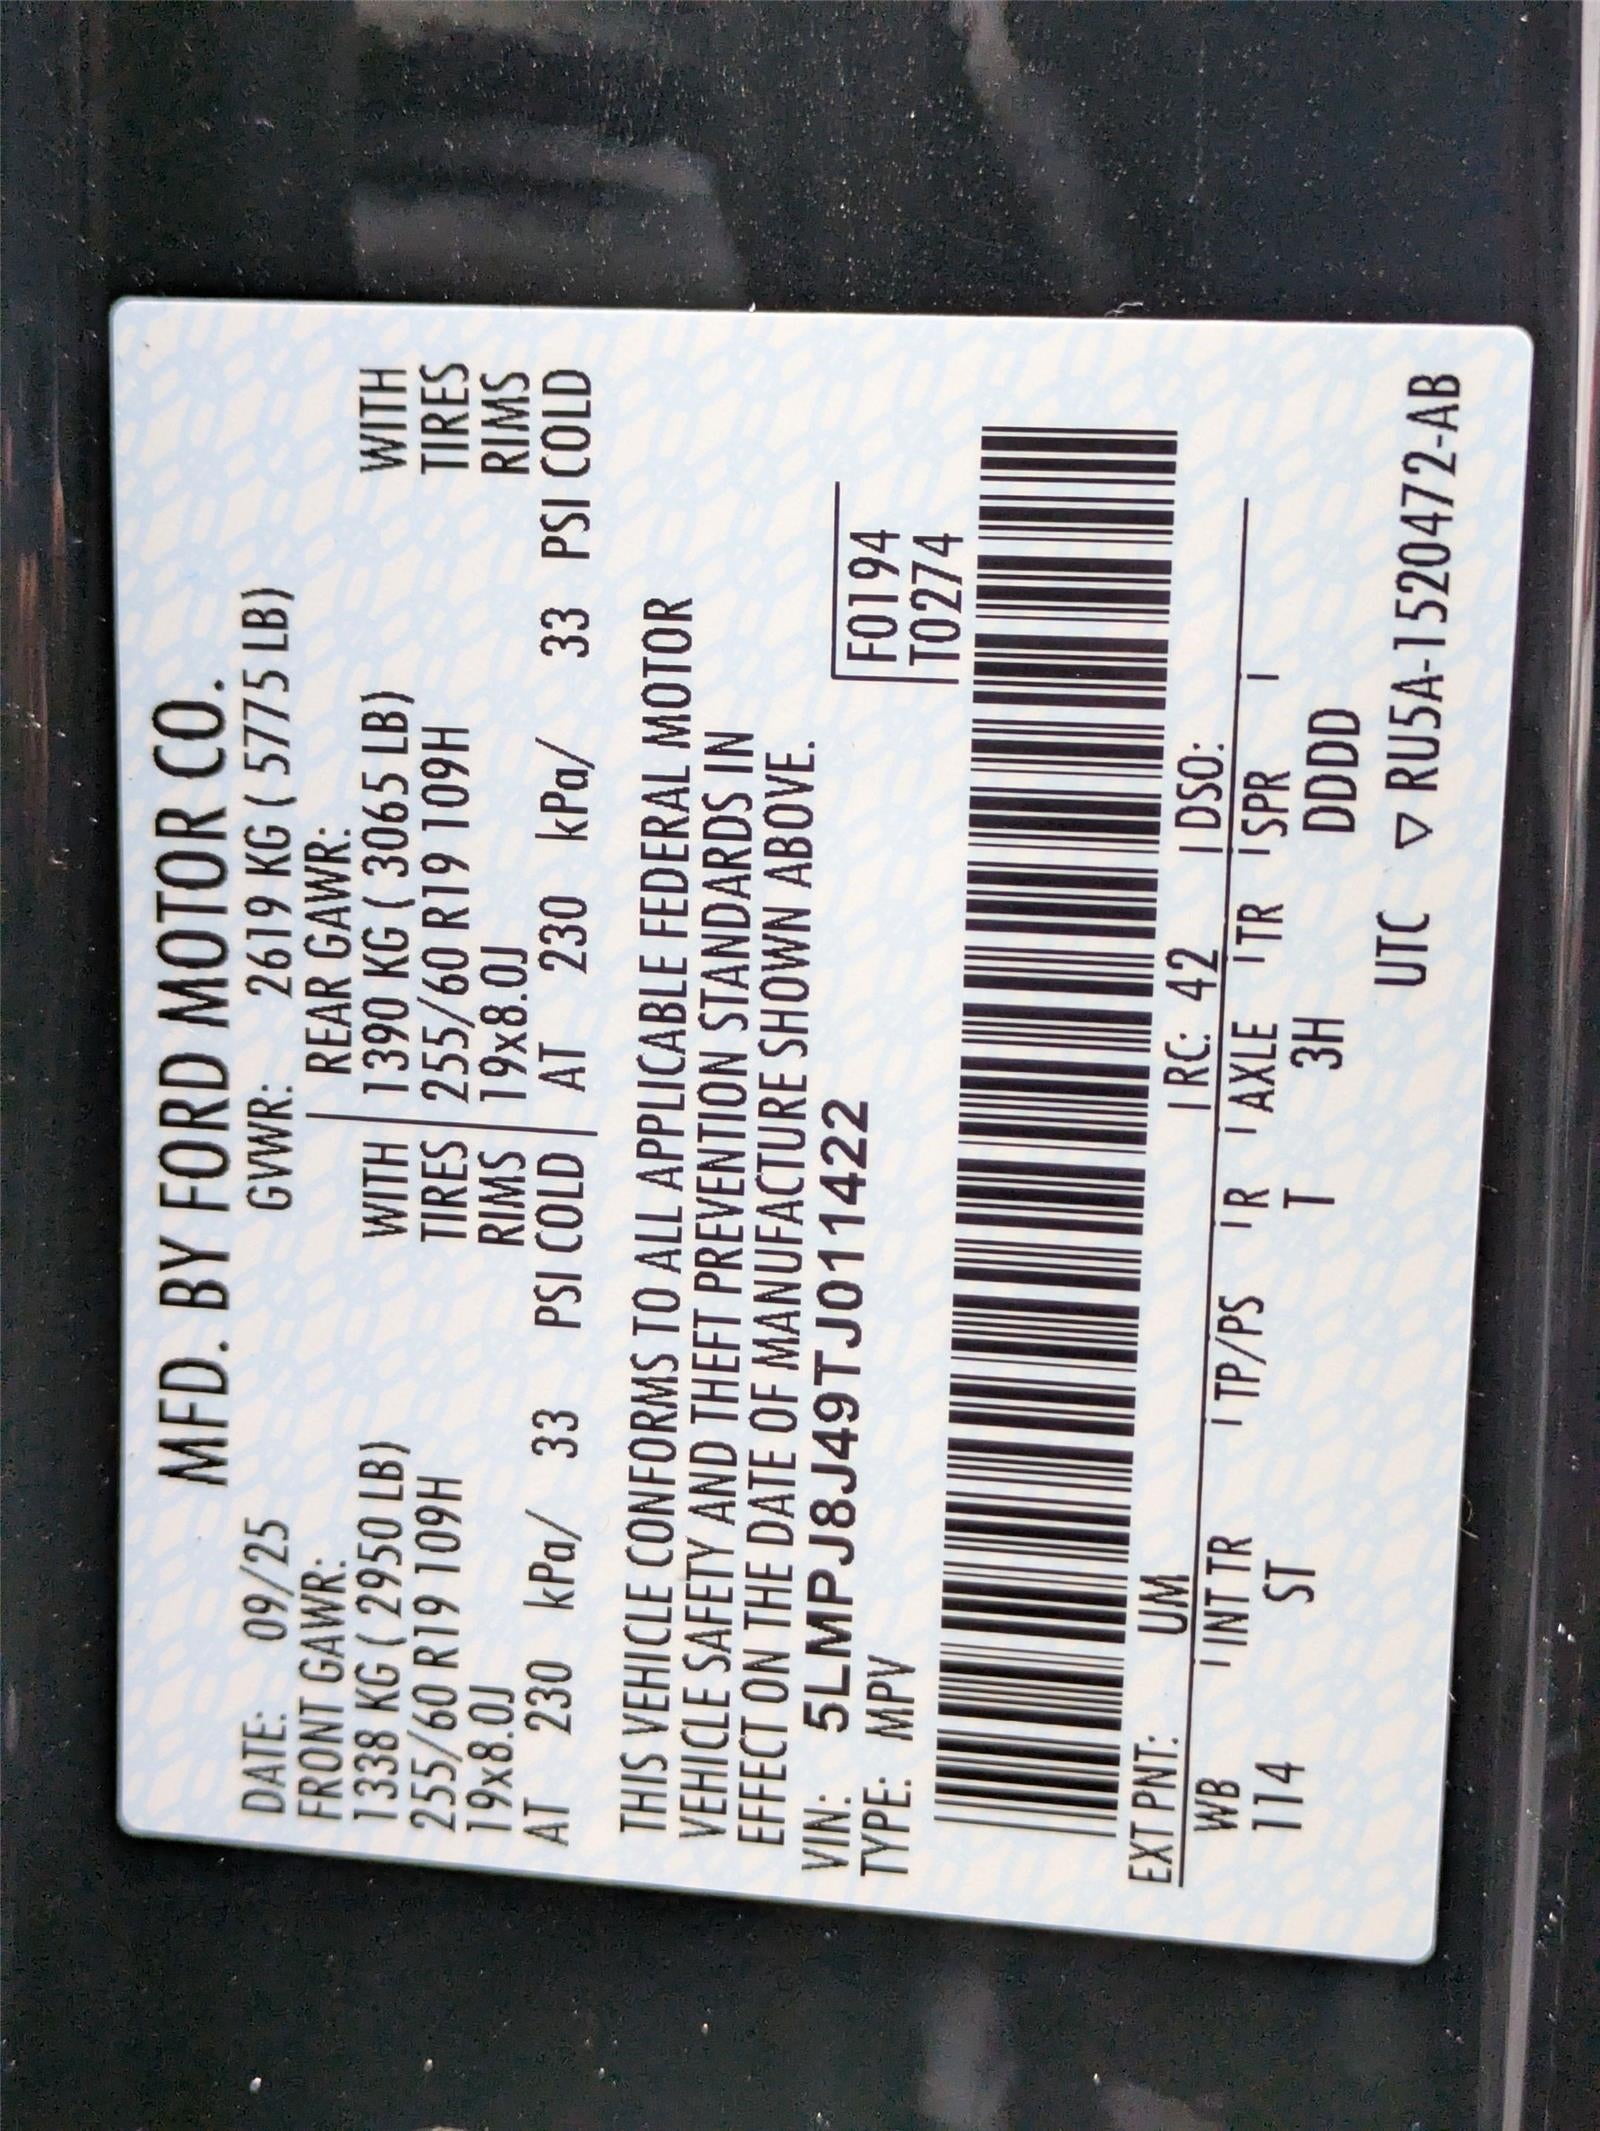 MFD. BY FORD MOTOR CO.
DATE: 09/25 GVWR: 2619 KG ( 5775 LB)
FRONT GAWR: REAR GAWR:
1338 KG ( 2950 LB) WITH 1390 KG ( 3065 LB) WITH
255/60 R19 109H TIRES 255/60 R19 109H TIRES
19x8.0J RIMS 19x8.0J RIMS
AT 230 kPa/ 33 PSI COLD AT 230 kPa/ 33 PSI COLD
THIS VEHICLE CONFORMS TO ALL APPLICABLE FEDERAL MOTOR
VEHICLE SAFETY AND THEFT PREVENTION STANDARDS IN
EFFECT ON THE DATE OF MANUFACTURE SHOWN ABOVE.
VIN: 5LMPJ8J49TJ011422
TYPE: MPV F0194
T0274
EXT PNT: UM RC: 42 DSO:
WB INT TR TP/PS R AXLE TR SPR
114 ST T 3H DDDD
UTC ▽ RU5A-1520472-AB